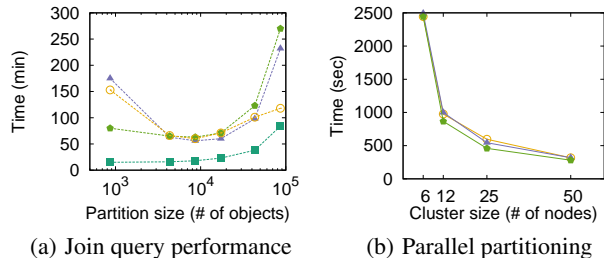 300
250
200
150
100
50
0
Time (min)
10^3
10^4
10^5
Partition size (# of objects)
(a) Join query performance
2500
2000
1500
1000
500
0
Time (sec)
6 12 25 50
Cluster size (# of nodes)
(b) Parallel partitioning